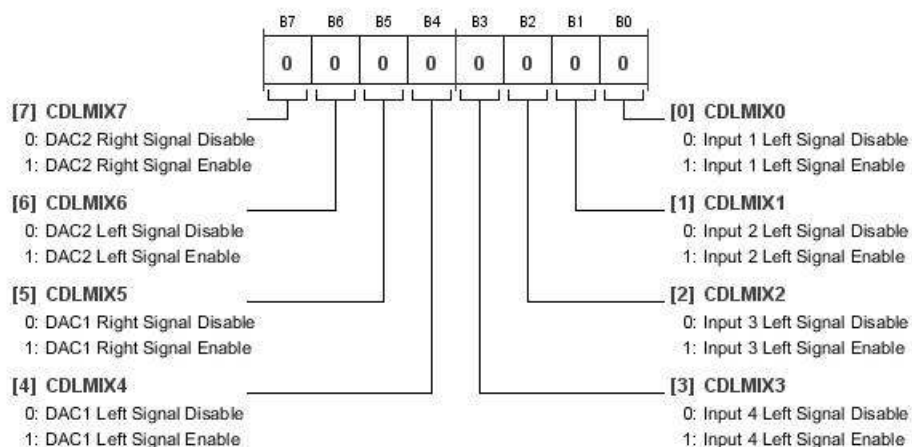 B7 B6 B5 B4 B3 B2 B1 B0
0 0 0 0 0 0 0 0
[7] CDLMIX7
0: DAC2 Right Signal Disable
1: DAC2 Right Signal Enable
[6] CDLMIX6
0: DAC2 Left Signal Disable
1: DAC2 Left Signal Enable
[5] CDLMIX5
0: DAC1 Right Signal Disable
1: DAC1 Right Signal Enable
[4] CDLMIX4
0: DAC1 Left Signal Disable
1: DAC1 Left Signal Enable
[0] CDLMIX0
0: Input 1 Left Signal Disable
1: Input 1 Left Signal Enable
[1] CDLMIX1
0: Input 2 Left Signal Disable
1: Input 2 Left Signal Enable
[2] CDLMIX2
0: Input 3 Left Signal Disable
1: Input 3 Left Signal Enable
[3] CDLMIX3
0: Input 4 Left Signal Disable
1: Input 4 Left Signal Enable